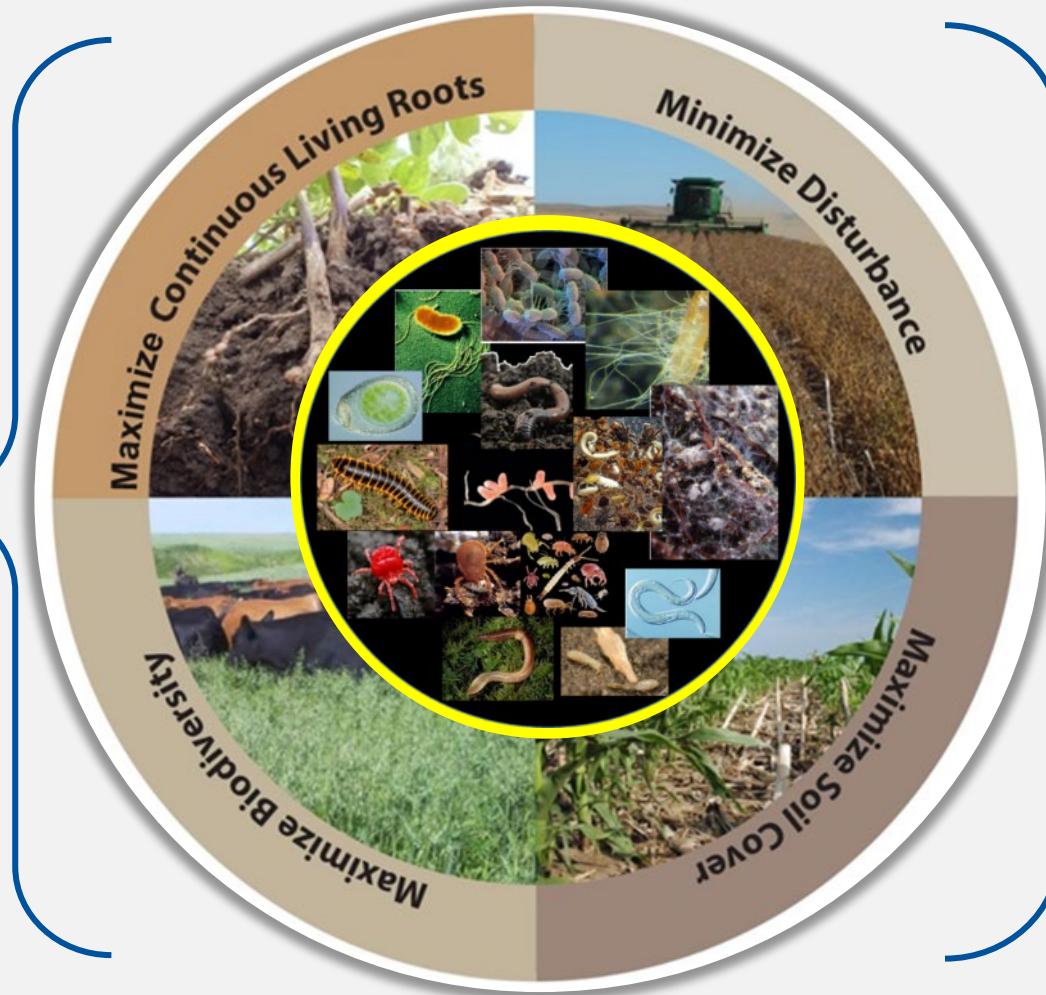 Maximize Continuous Living Roots
Minimize Disturbance
Maximize Biodiversity
Maximize Soil Cover